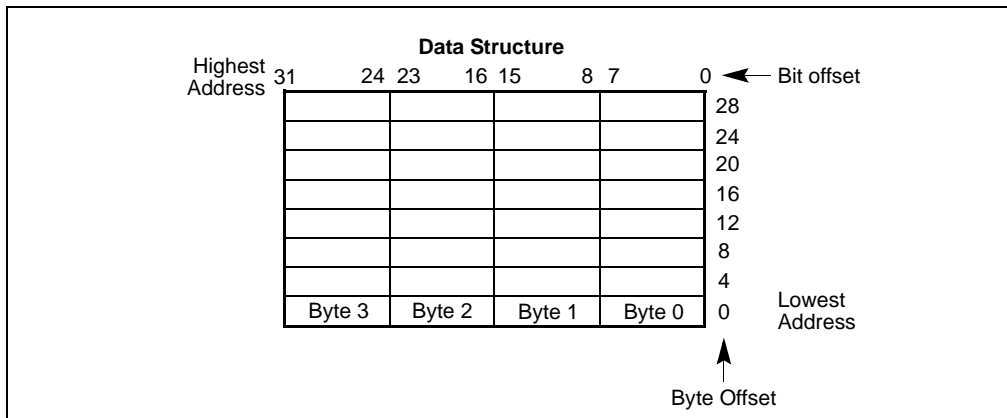 Data Structure
Highest Address
31 24 23 16 15 8 7 0
Bit offset
28
24
20
16
12
8
4
Byte 3 Byte 2 Byte 1 Byte 0 0
Lowest Address
Byte Offset